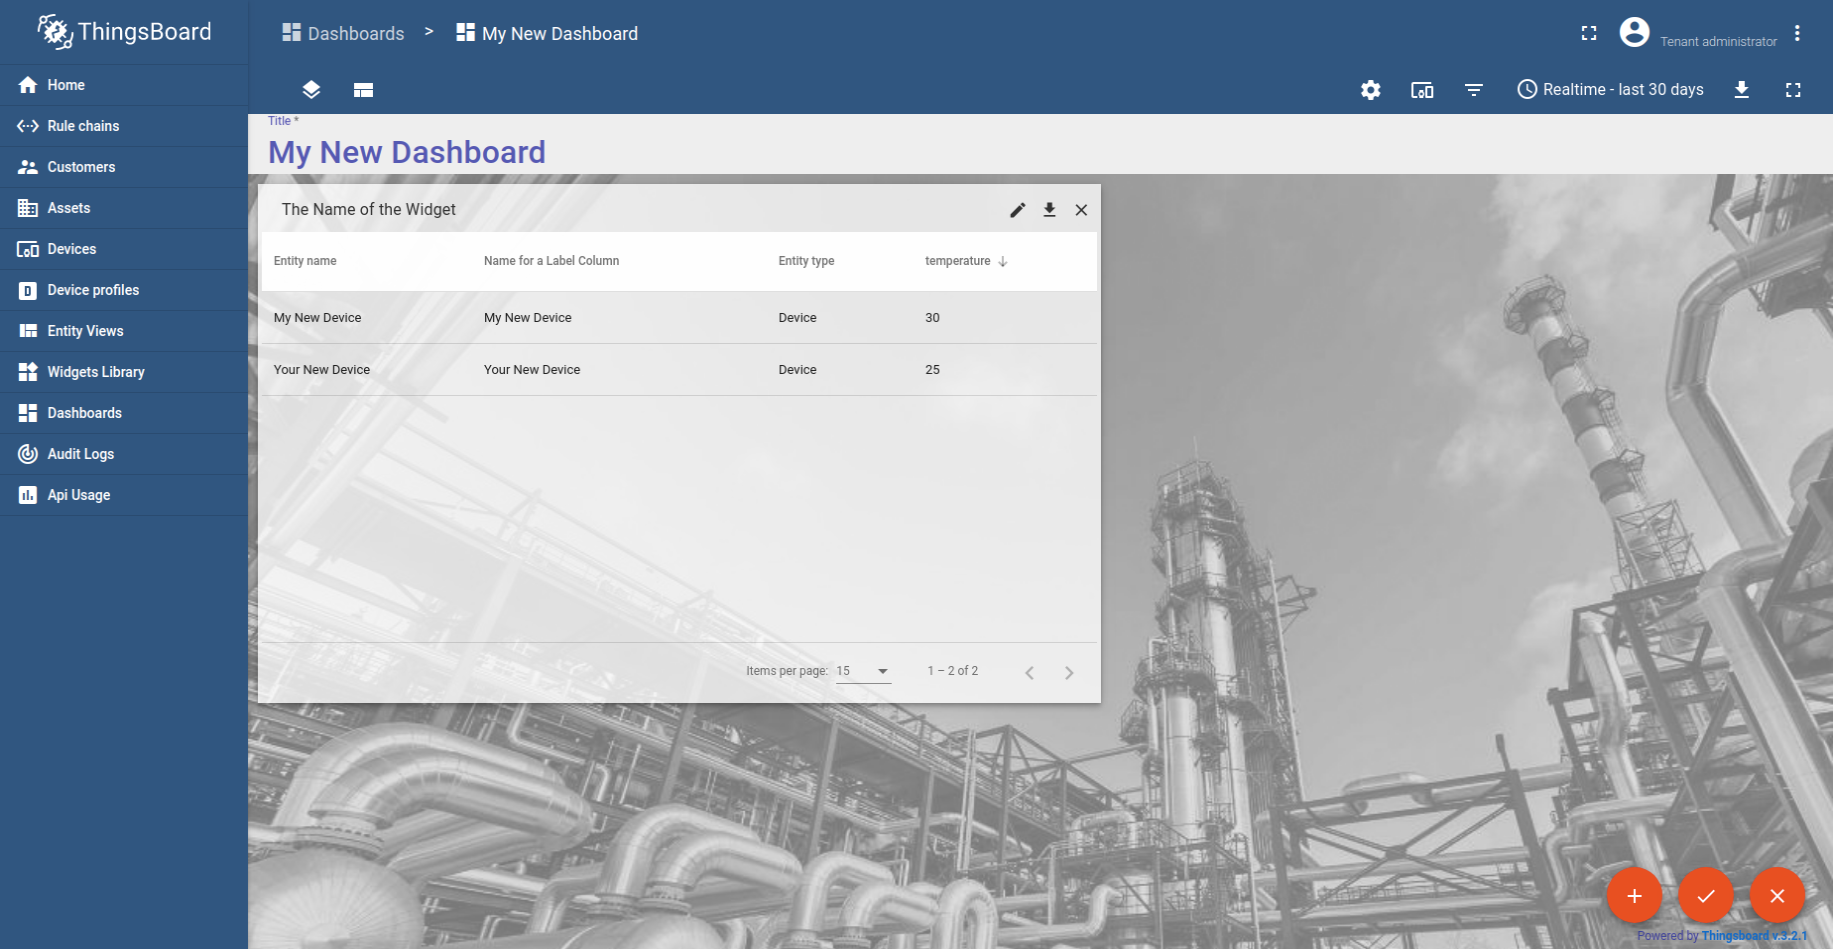 ThingsBoard
Dashboards > My New Dashboard
Tenant administrator
Home
Rule chains
Customers
Assets
Devices
Device profiles
Entity Views
Widgets Library
Dashboards
Audit Logs
Api Usage
Realtime - last 30 days
Title *
My New Dashboard
The Name of the Widget
Entity name Name for a Label Column Entity type temperature
My New Device My New Device Device 30
Your New Device Your New Device Device 25
Items per page: 15 1 – 2 of 2
Powered by Thingsboard v.3.2.1